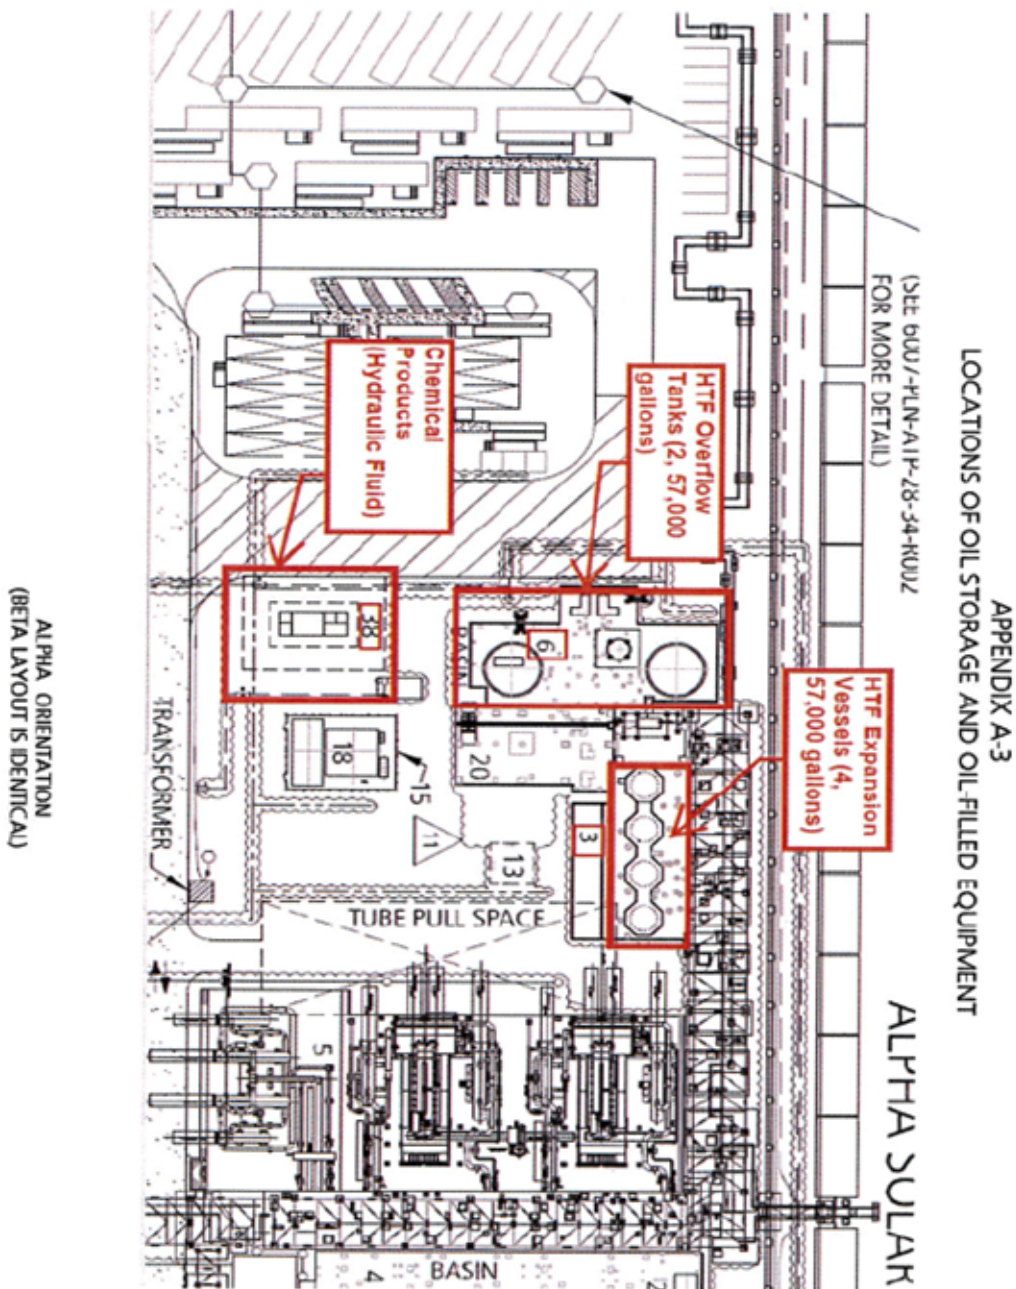 APPENDIX A-3
LOCATIONS OF OIL STORAGE AND OIL-FILLED EQUIPMENT
ALPHA SOLAR
FOR MORE DETAIL)
HTF Expansion
Vessels (4,
57,000 gallons)
HTF Overflow
Tanks (2, 57,000
gallons)
Chemical
Products
(Hydraulic Fluid)
6
3
38
18
20
15
11
13
TUBE PULL SPACE
TRANSFORMER
5
4
BASIN
2
ALPHA ORIENTATION
(BETA LAYOUT IS IDENTICAL)